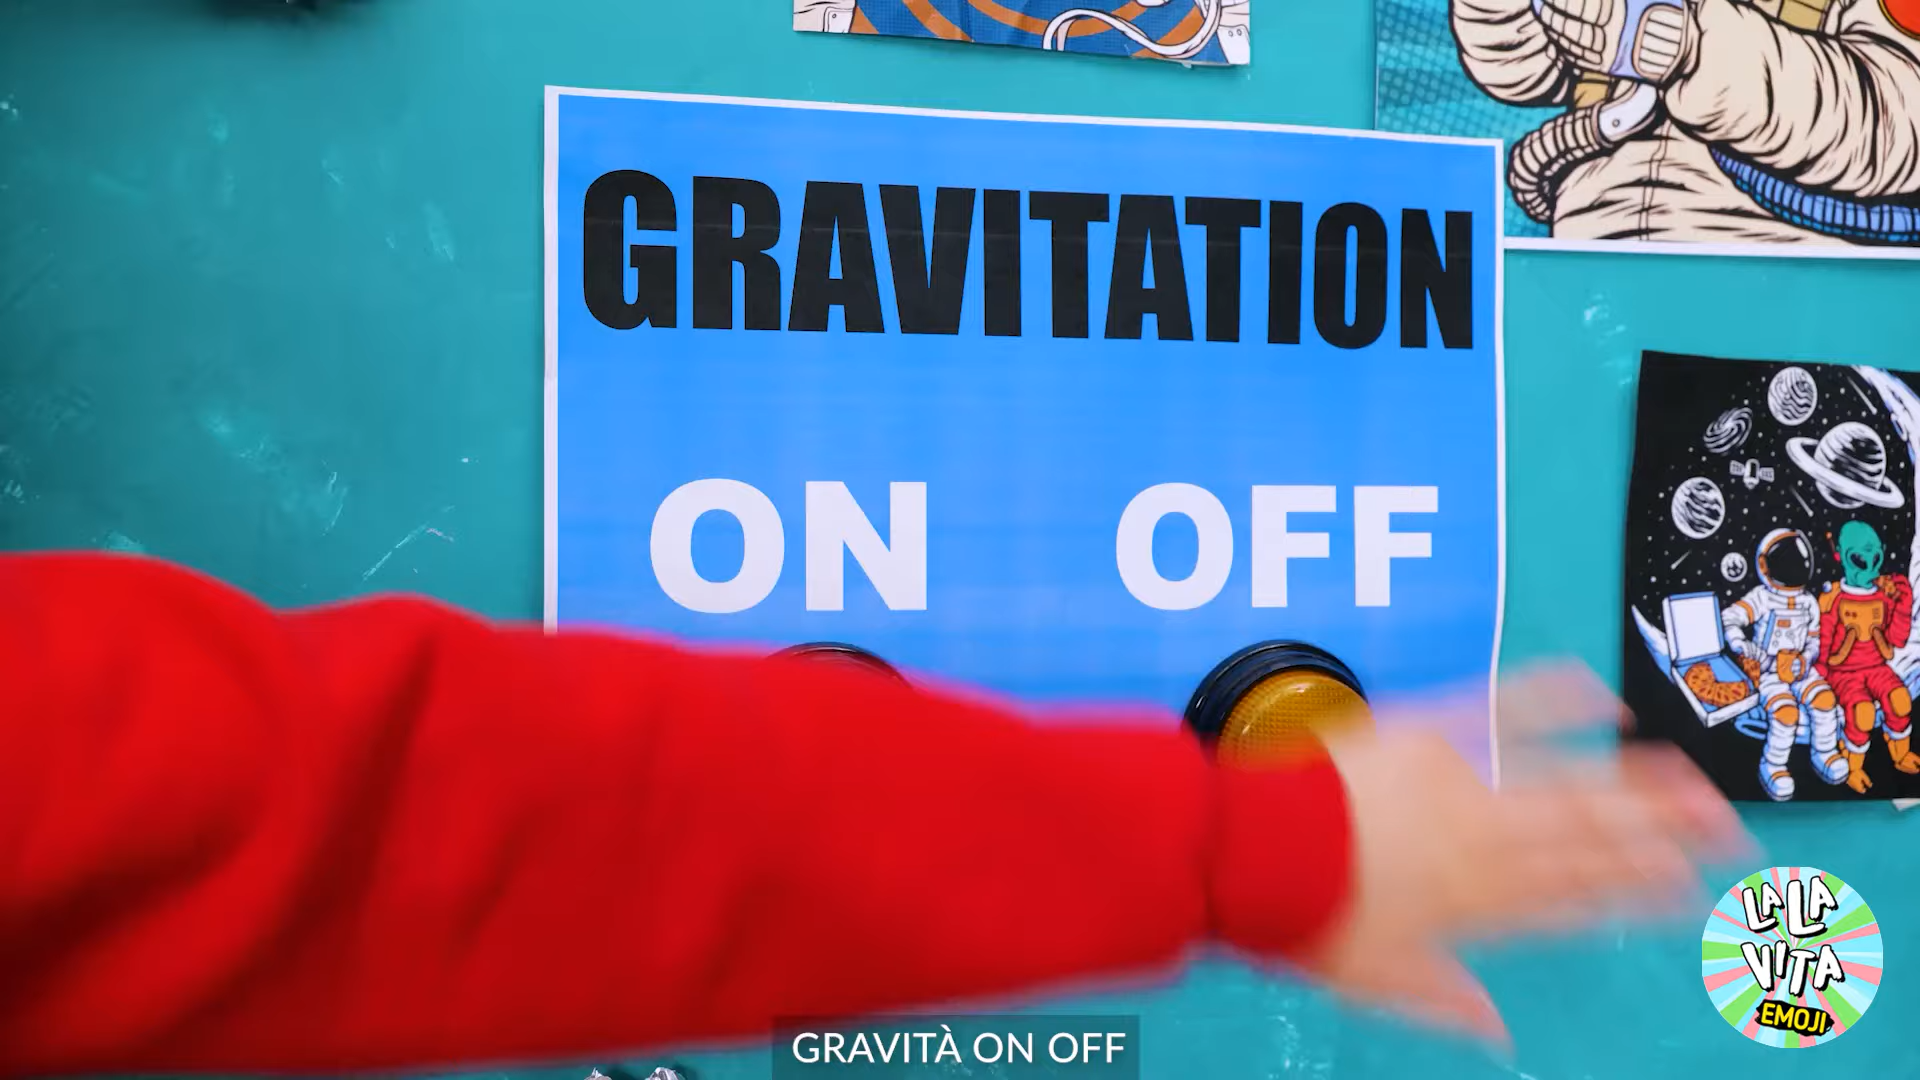 GRAVITATION
ON OFF
LA LA
VITA
EMOJI
GRAVITÀ ON OFF